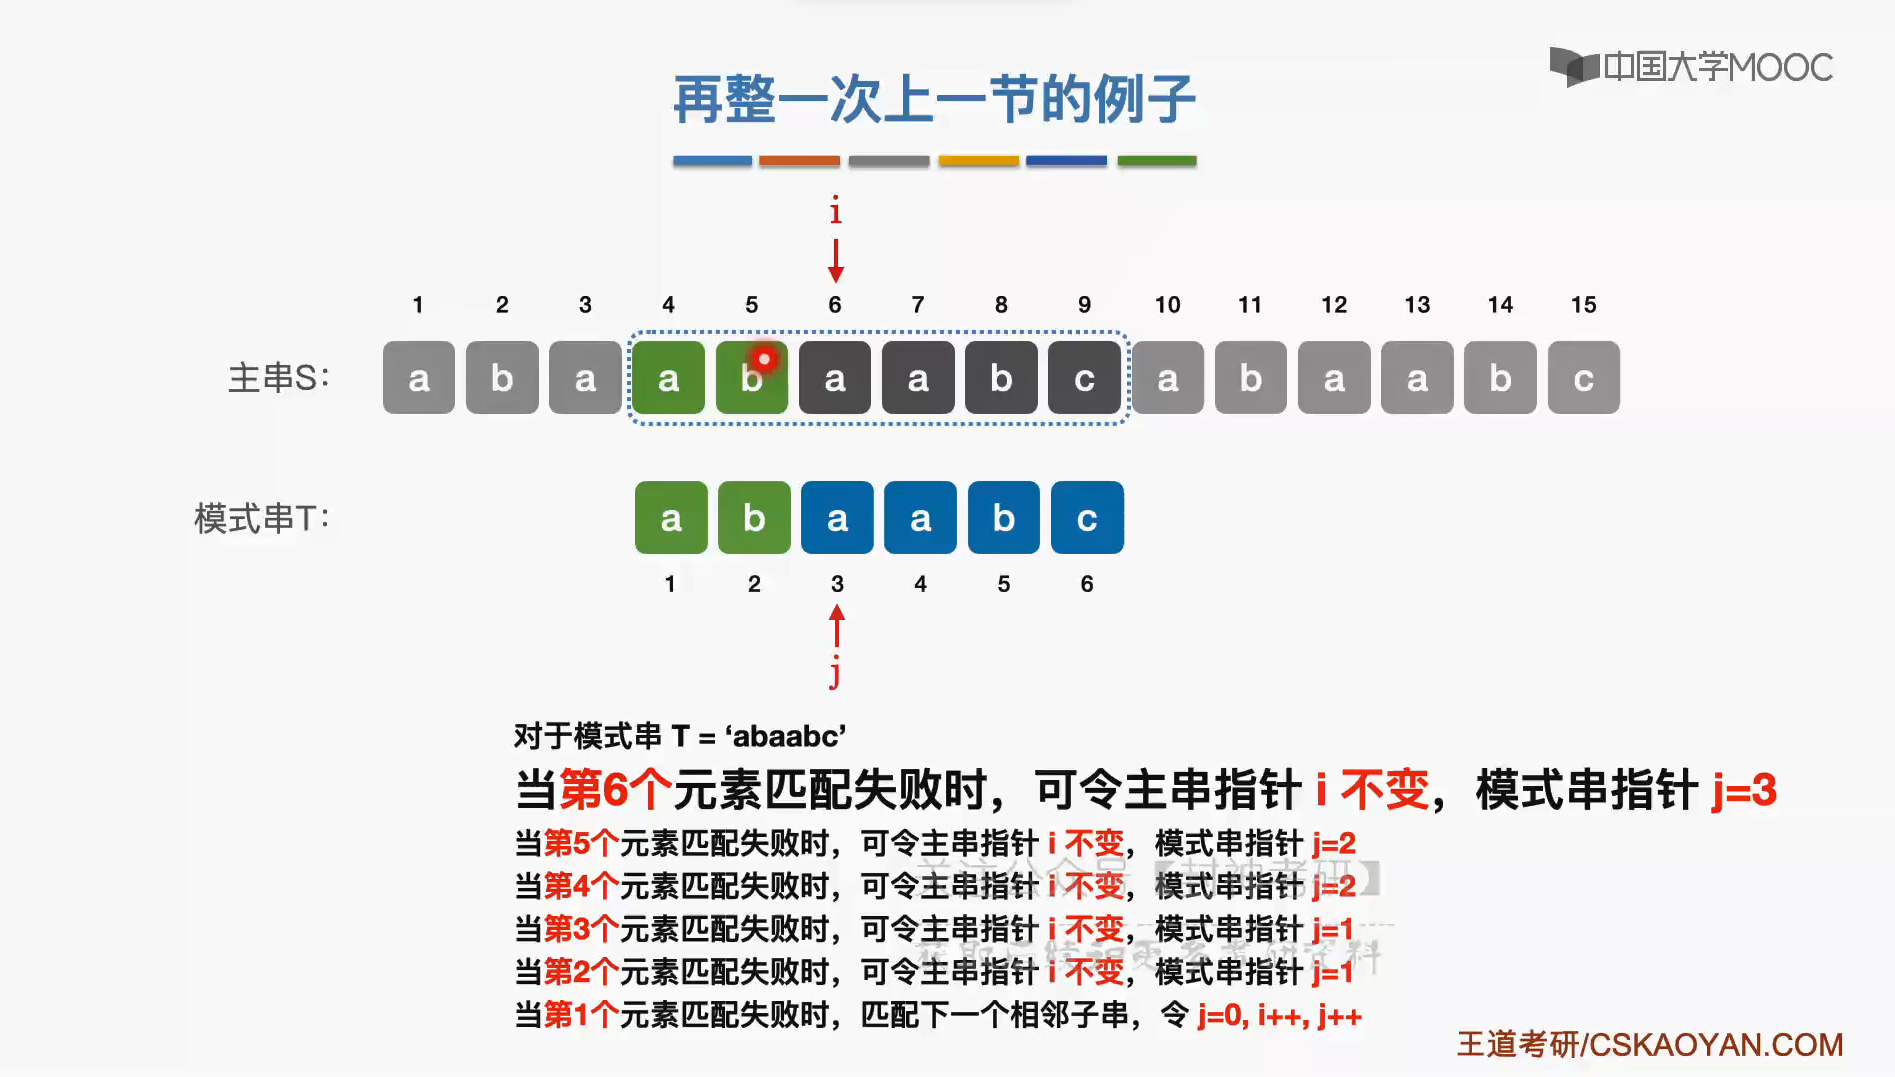 中国大学MOOC
再整一次上一节的例子
i
1 2 3 4 5 6 7 8 9 10 11 12 13 14 15
主串S： a b a a b a a b c a b a a b c
模式串T： a b a a b c
1 2 3 4 5 6
j
对于模式串 T = ‘abaabc’
当第6个元素匹配失败时，可令主串指针 i 不变，模式串指针 j=3
当第5个元素匹配失败时，可令主串指针 i 不变，模式串指针 j=2
关注公众号【封神考研】
当第4个元素匹配失败时，可令主串指针 i 不变，模式串指针 j=2
当第3个元素匹配失败时，可令主串指针 i 不变，模式串指针 j=1
当第2个元素匹配失败时，可令主串指针 i 不变，模式串指针 j=1
当第1个元素匹配失败时，匹配下一个相邻子串，令 j=0, i++, j++
王道考研/CSKAOYAN.COM